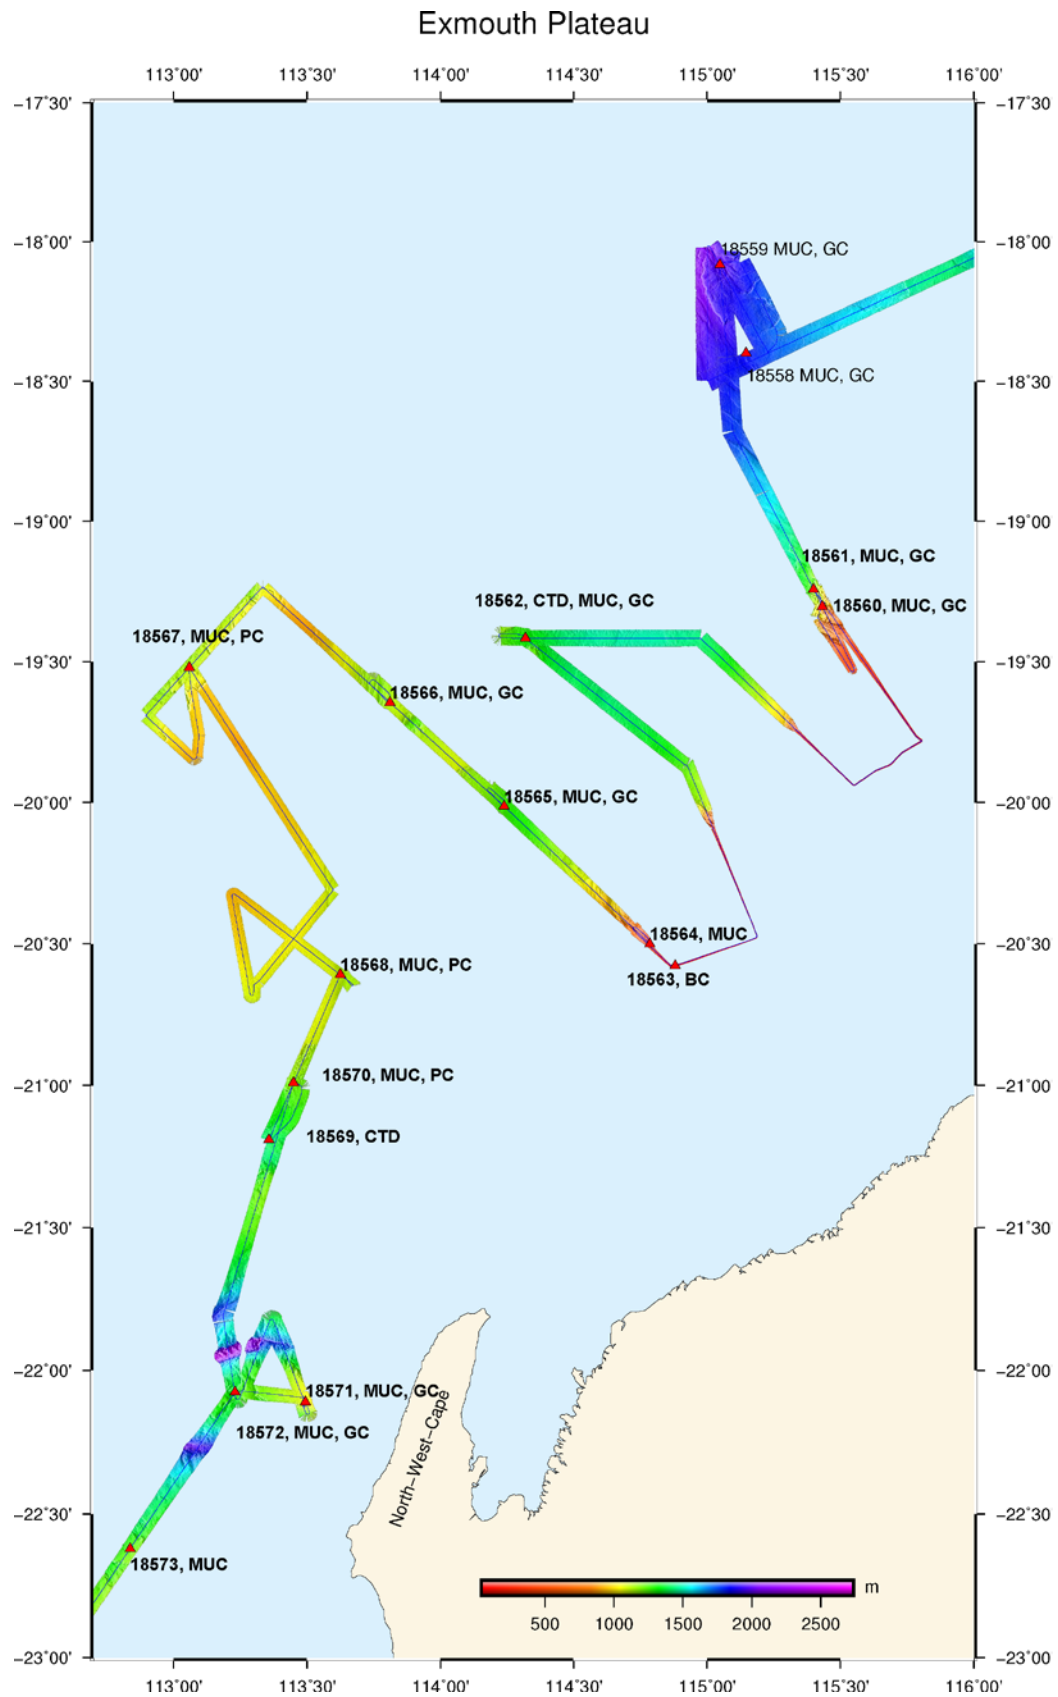 Exmouth Plateau
113°00' 113°30' 114°00' 114°30' 115°00' 115°30' 116°00'
−17°30' −17°30'
−18°00' −18°00'
18559 MUC, GC
18558 MUC, GC
−18°30' −18°30'
−19°00' −19°00'
18561, MUC, GC
18562, CTD, MUC, GC
18560, MUC, GC
18567, MUC, PC
−19°30' −19°30'
18566, MUC, GC
18565, MUC, GC
−20°00' −20°00'
18564, MUC
−20°30' −20°30'
18568, MUC, PC
18563, BC
18570, MUC, PC
−21°00' −21°00'
18569, CTD
−21°30' −21°30'
−22°00' −22°00'
18571, MUC, GC
18572, MUC, GC
North−West−Cape
−22°30' −22°30'
18573, MUC
m
500 1000 1500 2000 2500
−23°00' −23°00'
113°00' 113°30' 114°00' 114°30' 115°00' 115°30' 116°00'